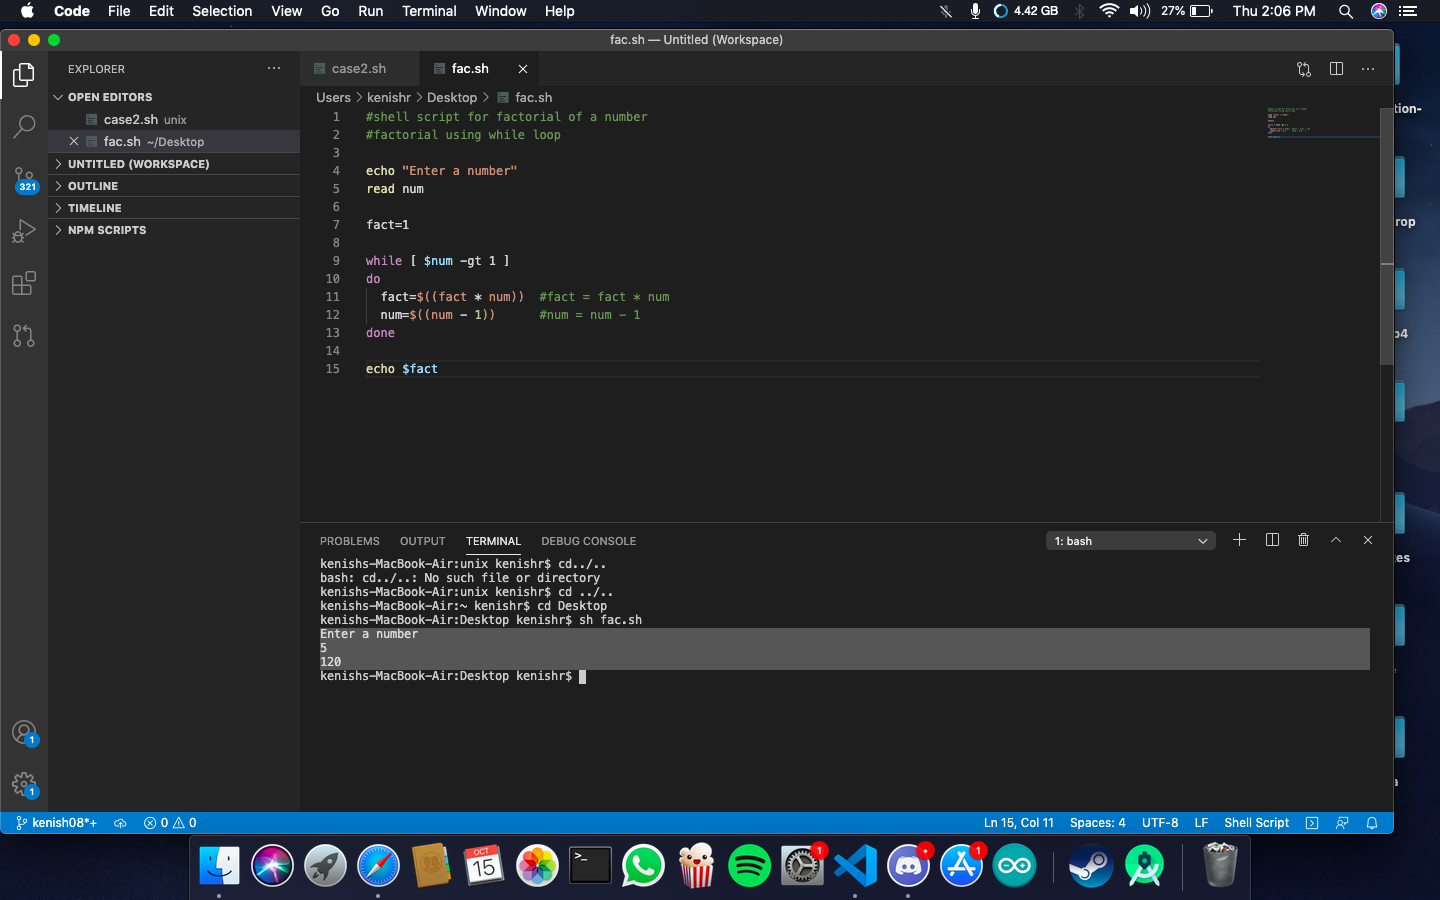 Code File Edit Selection View Go Run Terminal Window Help 4.42 GB 27% Thu 2:06 PM
fac.sh — Untitled (Workspace)
EXPLORER
OPEN EDITORS
case2.sh unix
fac.sh ~/Desktop
UNTITLED (WORKSPACE)
OUTLINE
TIMELINE
NPM SCRIPTS
321
1
1
case2.sh fac.sh
Users > kenishr > Desktop > fac.sh
1 #shell script for factorial of a number
2 #factorial using while loop
3
4 echo "Enter a number"
5 read num
6
7 fact=1
8
9 while [ $num -gt 1 ]
10 do
11 fact=$((fact * num)) #fact = fact * num
12 num=$((num - 1)) #num = num - 1
13 done
14
15 echo $fact
PROBLEMS OUTPUT TERMINAL DEBUG CONSOLE 1: bash
kenishs-MacBook-Air:unix kenishr$ cd../..
bash: cd../..: No such file or directory
kenishs-MacBook-Air:unix kenishr$ cd ../..
kenishs-MacBook-Air:~ kenishr$ cd Desktop
kenishs-MacBook-Air:Desktop kenishr$ sh fac.sh
Enter a number
5
120
kenishs-MacBook-Air:Desktop kenishr$
kenish08*+ 0 0 Ln 15, Col 11 Spaces: 4 UTF-8 LF Shell Script
tion-
rop
p4
es
OCT
15
>_
1
1